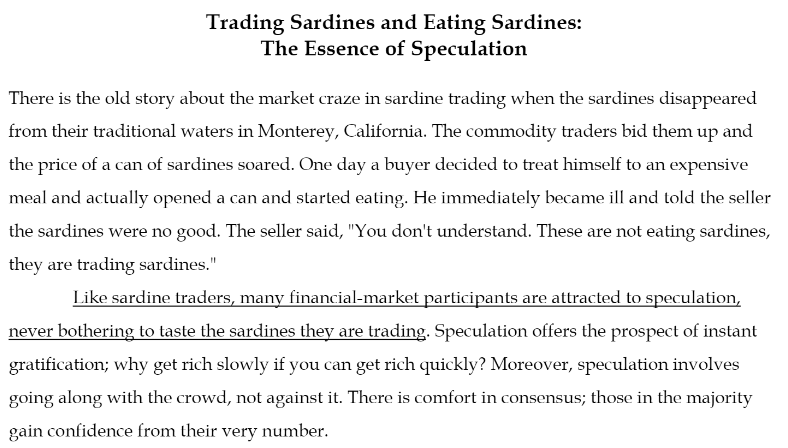 Trading Sardines and Eating Sardines:
The Essence of Speculation
There is the old story about the market craze in sardine trading when the sardines disappeared
from their traditional waters in Monterey, California. The commodity traders bid them up and
the price of a can of sardines soared. One day a buyer decided to treat himself to an expensive
meal and actually opened a can and started eating. He immediately became ill and told the seller
the sardines were no good. The seller said, "You don't understand. These are not eating sardines,
they are trading sardines."
Like sardine traders, many financial-market participants are attracted to speculation,
never bothering to taste the sardines they are trading. Speculation offers the prospect of instant
gratification; why get rich slowly if you can get rich quickly? Moreover, speculation involves
going along with the crowd, not against it. There is comfort in consensus; those in the majority
gain confidence from their very number.